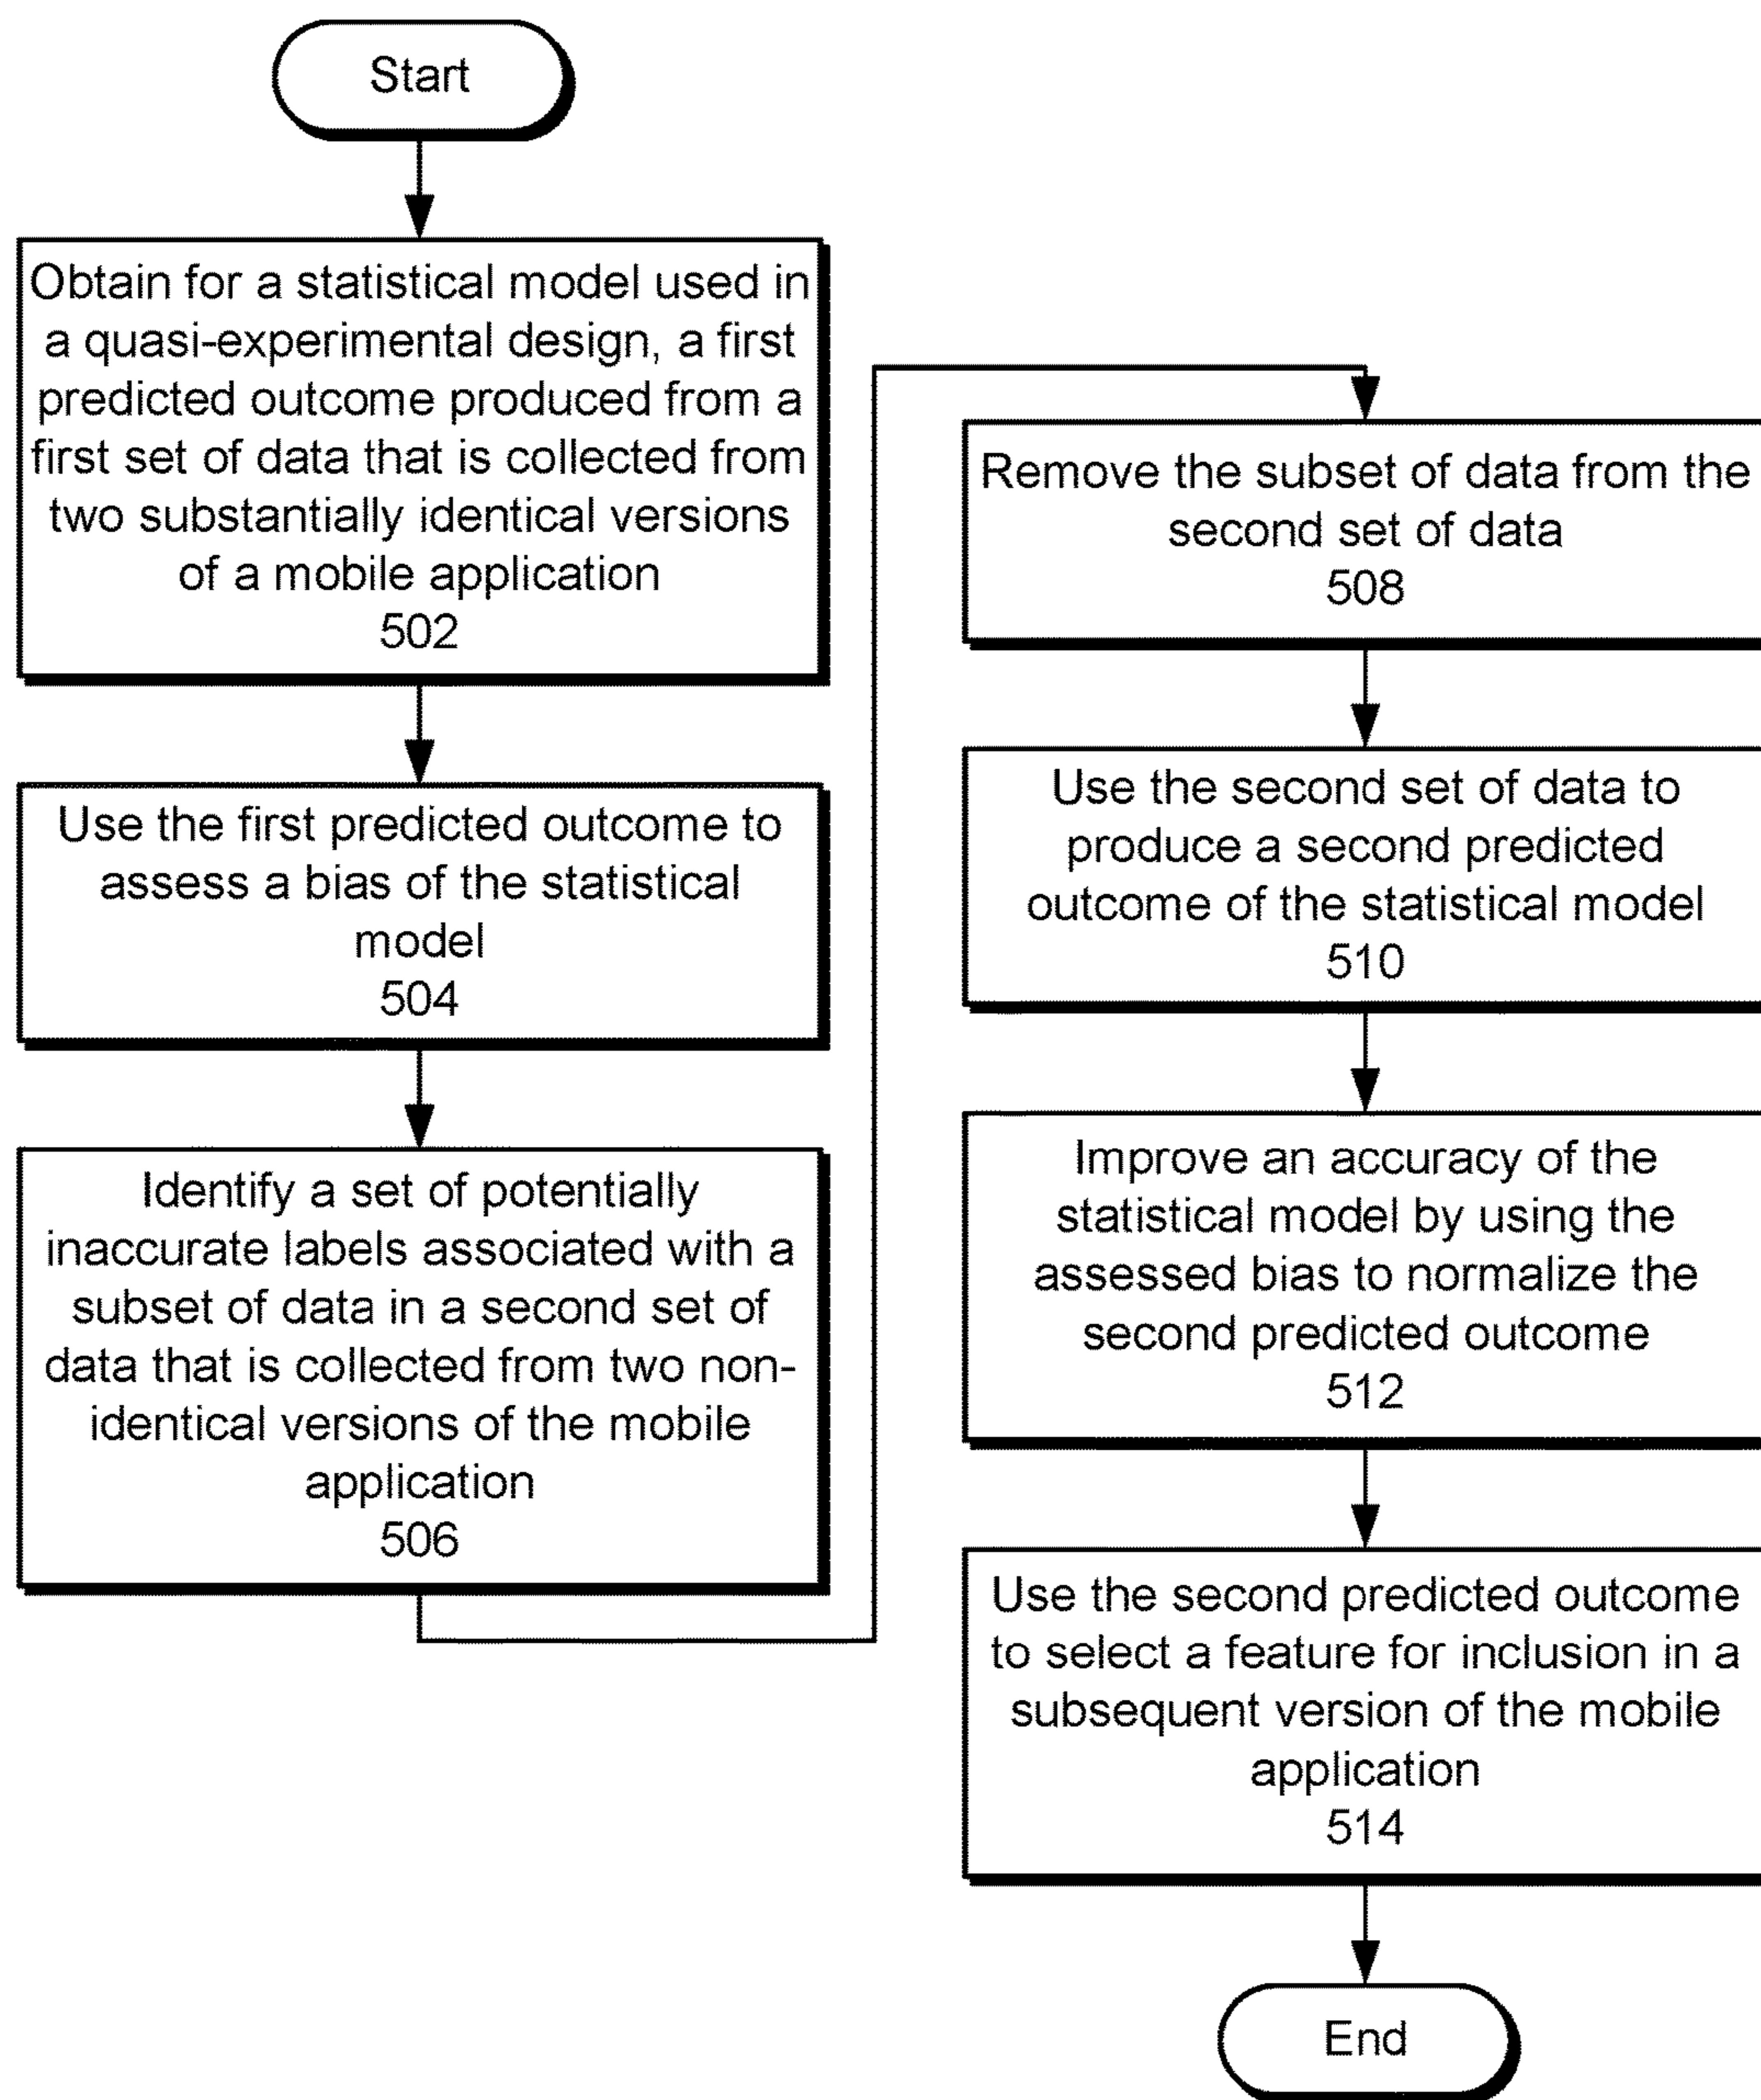 Start
Obtain for a statistical model used in
a quasi-experimental design, a first
predicted outcome produced from a
first set of data that is collected from
two substantially identical versions
of a mobile application
502
Use the first predicted outcome to
assess a bias of the statistical
model
504
Identify a set of potentially
inaccurate labels associated with a
subset of data in a second set of
data that is collected from two non-
identical versions of the mobile
application
506
Remove the subset of data from the
second set of data
508
Use the second set of data to
produce a second predicted
outcome of the statistical model
510
Improve an accuracy of the
statistical model by using the
assessed bias to normalize the
second predicted outcome
512
Use the second predicted outcome
to select a feature for inclusion in a
subsequent version of the mobile
application
514
End